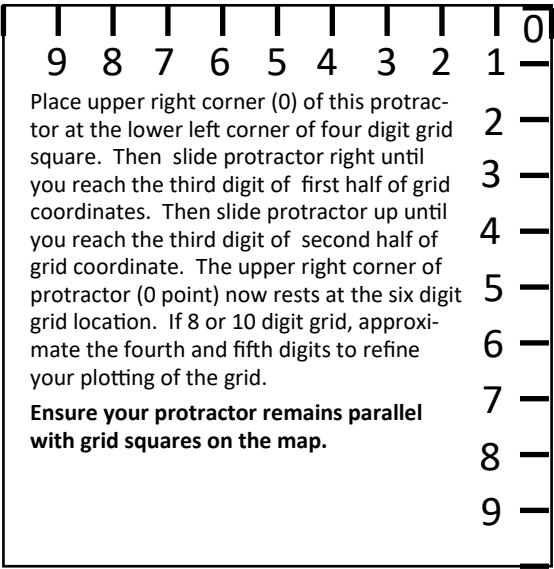 0
9 8 7 6 5 4 3 2 1
Place upper right corner (0) of this protrac-
tor at the lower left corner of four digit grid
square.  Then  slide protractor right until
you reach the third digit of  first half of grid
coordinates.  Then slide protractor up until
you reach the third digit of  second half of
grid coordinate.  The upper right corner of
protractor (0 point) now rests at the six digit
grid location.  If 8 or 10 digit grid, approxi-
mate the fourth and fifth digits to refine
your plotting of the grid.
Ensure your protractor remains parallel
with grid squares on the map.
2
3
4
5
6
7
8
9